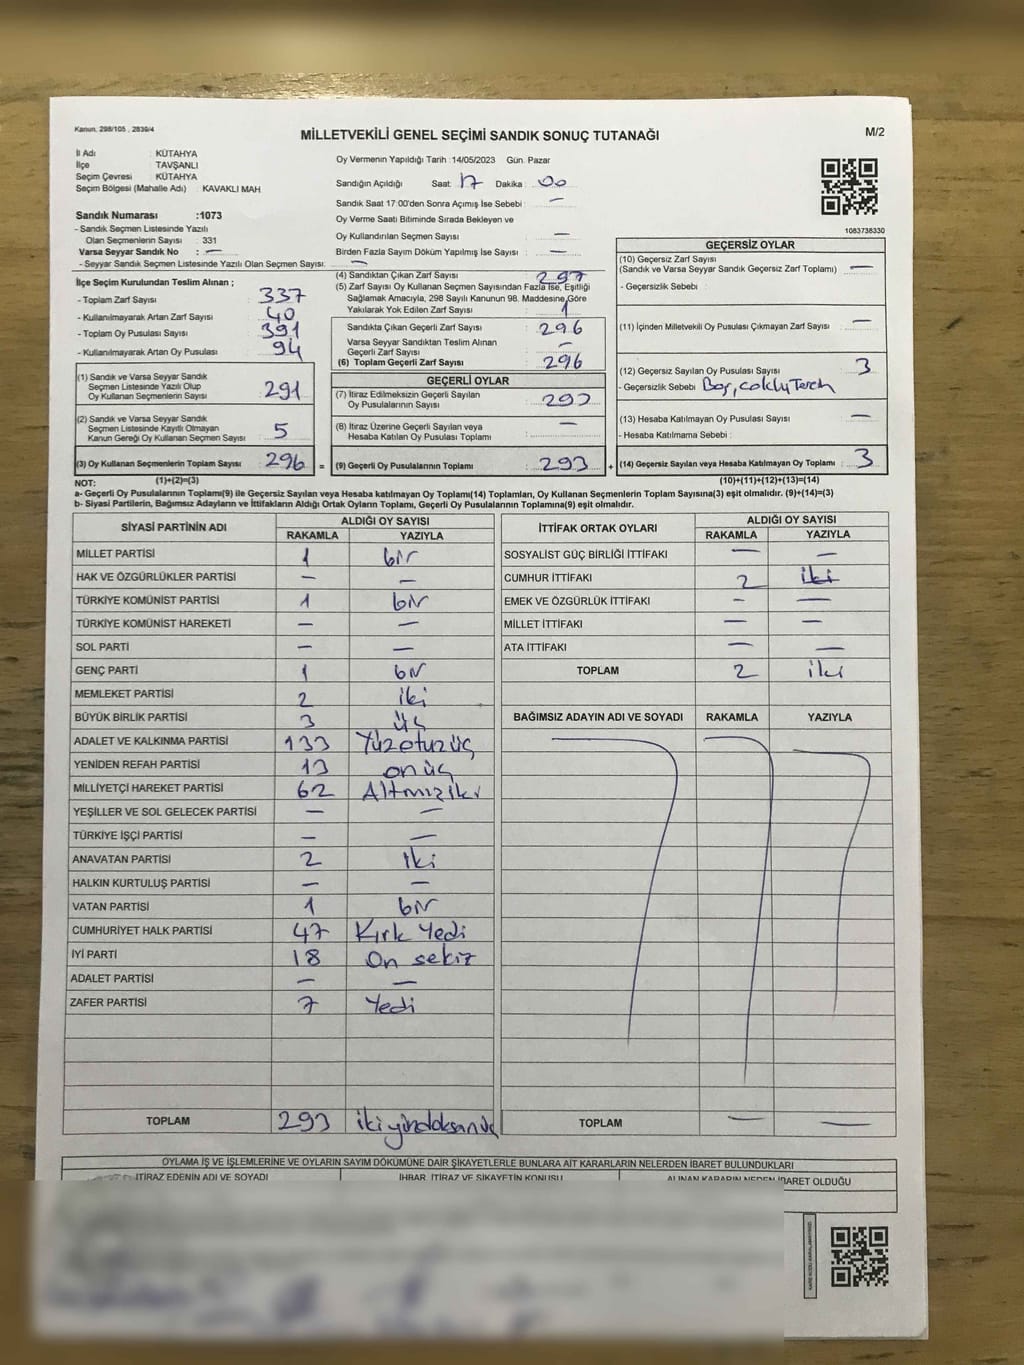 Kanun, 298/105 , 2839/4
MİLLETVEKİLİ GENEL SEÇİMİ SANDIK SONUÇ TUTANAĞI
M/2
İl Adı : KÜTAHYA
İlçe : TAVŞANLI
Seçim Çevresi : KÜTAHYA
Seçim Bölgesi (Mahalle Adı) : KAVAKLI MAH
Sandık Numarası :1073
- Sandık Seçmen Listesinde Yazılı
Olan Seçmenlerin Sayısı : 331
Varsa Seyyar Sandık No : —
- Seyyar Sandık Seçmen Listesinde Yazılı Olan Seçmen Sayısı: —
Oy Vermenin Yapıldığı Tarih : 14/05/2023 Gün: Pazar
Sandığın Açıldığı Saat: 17 Dakika : 00
Sandık Saat 17:00'den Sonra Açımış İse Sebebi : —
Oy Verme Saati Bitiminde Sırada Bekleyen ve
Oy Kullandırılan Seçmen Sayısı : —
Birden Fazla Sayım Döküm Yapılmış İse Sayısı : —
1083738330
İlçe Seçim Kurulundan Teslim Alınan ;
- Toplam Zarf Sayısı : 337
- Kullanılmayarak Artan Zarf Sayısı : 40
- Toplam Oy Pusulası Sayısı : 391
- Kullanılmayarak Artan Oy Pusulası : 94
(1) Sandık ve Varsa Seyyar Sandık
Seçmen Listesinde Yazılı Olup
Oy Kullanan Seçmenlerin Sayısı : 291
(2) Sandık ve Varsa Seyyar Sandık
Seçmen Listesinde Kayıtlı Olmayan
Kanun Gereği Oy Kullanan Seçmen Sayısı : 5
(3) Oy Kullanan Seçmenlerin Toplam Sayısı : 296 =
(4) Sandıktan Çıkan Zarf Sayısı : 297
(5) Zarf Sayısı Oy Kullanan Seçmen Sayısından Fazla İse, Eşitliği
Sağlamak Amacıyla, 298 Sayılı Kanunun 98. Maddesine Göre
Yakılarak Yok Edilen Zarf Sayısı : 1
Sandıkta Çıkan Geçerli Zarf Sayısı : 296
Varsa Seyyar Sandıktan Teslim Alınan
Geçerli Zarf Sayısı : —
(6) Toplam Geçerli Zarf Sayısı : 296
GEÇERLİ OYLAR
(7) İtiraz Edilmeksizin Geçerli Sayılan
Oy Pusulalarının Sayısı : 293
(8) İtiraz Üzerine Geçerli Sayılan veya
Hesaba Katılan Oy Pusulası Toplamı : —
(9) Geçerli Oy Pusulalarının Toplamı : 293 +
GEÇERSİZ OYLAR
(10) Geçersiz Zarf Sayısı
(Sandık ve Varsa Seyyar Sandık Geçersiz Zarf Toplamı) : —
- Geçersizlik Sebebi :
(11) İçinden Milletvekili Oy Pusulası Çıkmayan Zarf Sayısı : —
(12) Geçersiz Sayılan Oy Pusulası Sayısı : 3
- Geçersizlik Sebebi :
(13) Hesaba Katılmayan Oy Pusulası Sayısı : —
- Hesaba Katılmama Sebebi :
(14) Geçersiz Sayılan veya Hesaba Katılmayan Oy Pusulası Toplamı : 3
NOT: (1)+(2)=(3) (10)+(11)+(12)+(13)=(14)
a- Geçerli Oy Pusulalarının Toplamı(9) ile Geçersiz Sayılan veya Hesaba katılmayan Oy Toplamı(14) Toplamları, Oy Kullanan Seçmenlerin Toplam Sayısına(3) eşit olmalıdır. (9)+(14)=(3)
b- Siyasi Partilerin, Bağımsız Adayların ve İttifakların Aldığı Ortak Oyların Toplamı, Geçerli Oy Pusulalarının Toplamına(9) eşit olmalıdır.
SİYASİ PARTİNİN ADI ALDIĞI OY SAYISI
RAKAMLA YAZIYLA
MİLLET PARTİSİ 1 bir
HAK VE ÖZGÜRLÜKLER PARTİSİ — —
TÜRKİYE KOMÜNİST PARTİSİ 1 bir
TÜRKİYE KOMÜNİST HAREKETİ — —
SOL PARTİ — —
GENÇ PARTİ 1 bir
MEMLEKET PARTİSİ 2 iki
BÜYÜK BİRLİK PARTİSİ 3 üç
ADALET VE KALKINMA PARTİSİ 133 Yüzotuzüç
YENİDEN REFAH PARTİSİ 13 onüç
MİLLİYETÇİ HAREKET PARTİSİ 62 Altmışiki
YEŞİLLER VE SOL GELECEK PARTİSİ — —
TÜRKİYE İŞÇİ PARTİSİ — —
ANAVATAN PARTİSİ 2 iki
HALKIN KURTULUŞ PARTİSİ — —
VATAN PARTİSİ 1 bir
CUMHURİYET HALK PARTİSİ 47 Kırk Yedi
İYİ PARTİ 18 On sekiz
ADALET PARTİSİ — —
ZAFER PARTİSİ 7 Yedi
TOPLAM 293 ikiyüzdoksanüç
İTTİFAK ORTAK OYLARI ALDIĞI OY SAYISI
RAKAMLA YAZIYLA
SOSYALİST GÜÇ BİRLİĞİ İTTİFAKI — —
CUMHUR İTTİFAKI 2 iki
EMEK VE ÖZGÜRLÜK İTTİFAKI — —
MİLLET İTTİFAKI — —
ATA İTTİFAKI — —
TOPLAM 2 iki
BAĞIMSIZ ADAYIN ADI VE SOYADI RAKAMLA YAZIYLA
TOPLAM — —
OYLAMA İŞ VE İŞLEMLERİNE VE OYLARIN SAYIM DÖKÜMÜNE DAİR ŞİKAYETLERLE BUNLARA AİT KARARLARIN NELERDEN İBARET BULUNDUKLARI
İTİRAZ EDENİN ADI VE SOYADI İHBAR, İTİRAZ VE ŞİKAYETİN KONUSU ALINAN KARARIN NEDEN İBARET OLDUĞU